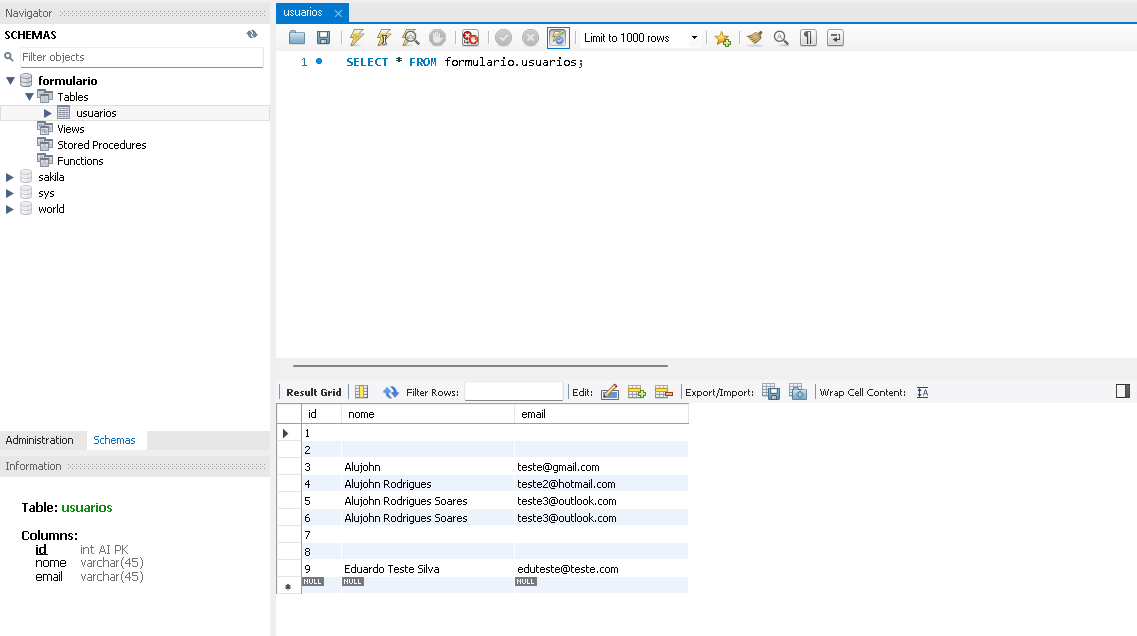 Navigator
SCHEMAS
Filter objects
formulario
Tables
usuarios
Views
Stored Procedures
Functions
sakila
sys
world
Administration Schemas
Information
Table: usuarios
Columns:
id int AI PK
nome varchar(45)
email varchar(45)
usuarios
Limit to 1000 rows
1 SELECT * FROM formulario.usuarios;
Result Grid Filter Rows: Edit: Export/Import: Wrap Cell Content:
id nome email
1
2
3 Alujohn teste@gmail.com
4 Alujohn Rodrigues teste2@hotmail.com
5 Alujohn Rodrigues Soares teste3@outlook.com
6 Alujohn Rodrigues Soares teste3@outlook.com
7
8
9 Eduardo Teste Silva eduteste@teste.com
NULL NULL NULL